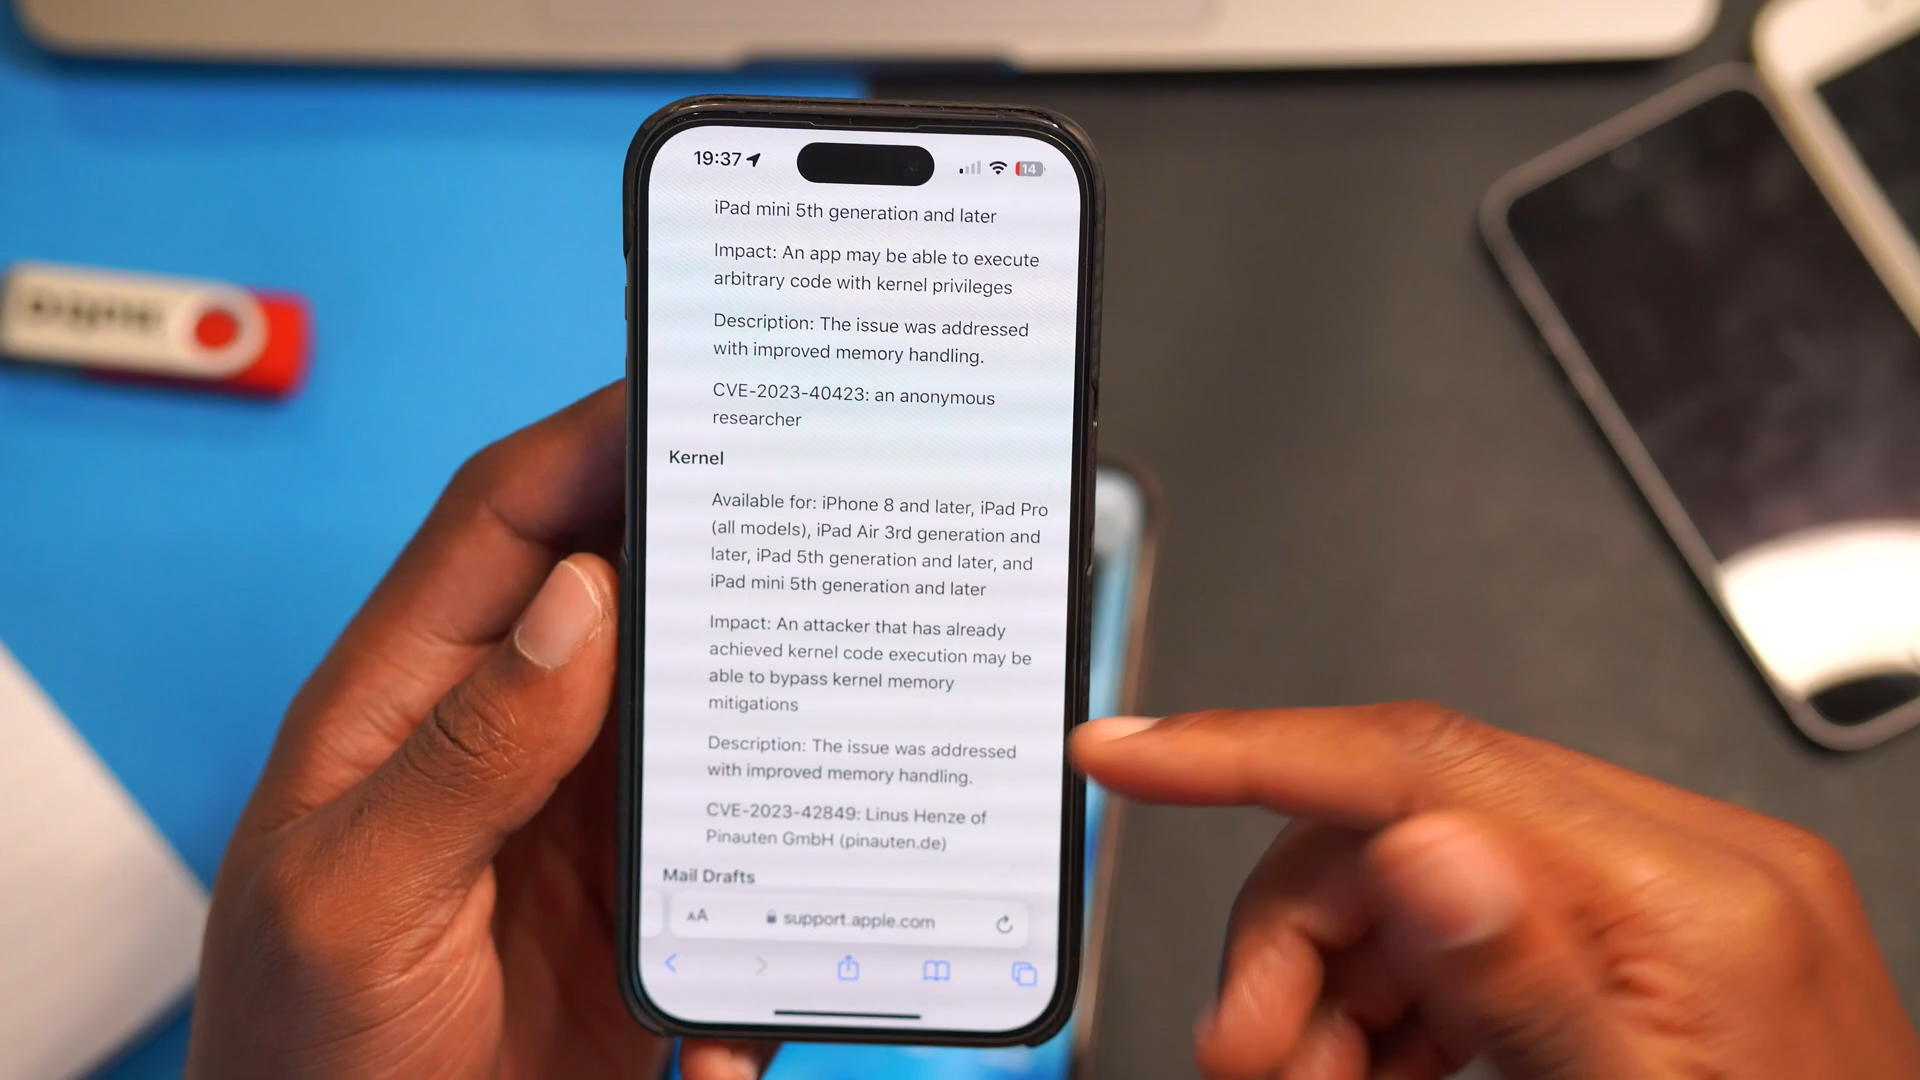 19:37
14
iPad mini 5th generation and later
Impact: An app may be able to execute
arbitrary code with kernel privileges
Description: The issue was addressed
with improved memory handling.
CVE-2023-40423: an anonymous
researcher
Kernel
Available for: iPhone 8 and later, iPad Pro
(all models), iPad Air 3rd generation and
later, iPad 5th generation and later, and
iPad mini 5th generation and later
Impact: An attacker that has already
achieved kernel code execution may be
able to bypass kernel memory
mitigations
Description: The issue was addressed
with improved memory handling.
CVE-2023-42849: Linus Henze of
Pinauten GmbH (pinauten.de)
Mail Drafts
AA
support.apple.com